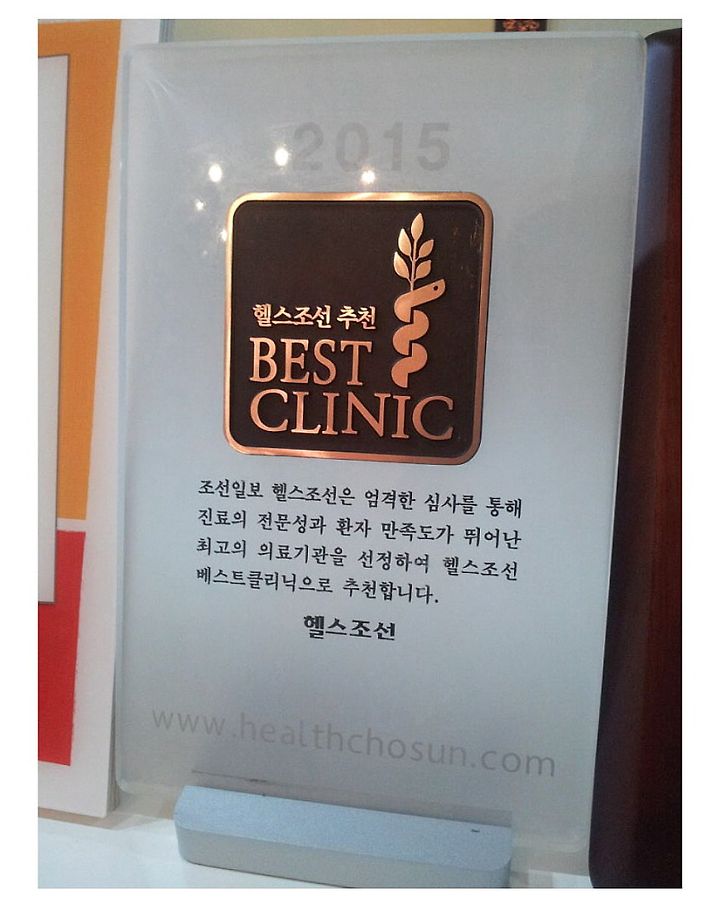 2015
헬스조선 추천
BEST
CLINIC
조선일보 헬스조선은 엄격한 심사를 통해
진료의 전문성과 환자 만족도가 뛰어난
최고의 의료기관을 선정하여 헬스조선
베스트클리닉으로 추천합니다.
헬스조선
www.healthchosun.com